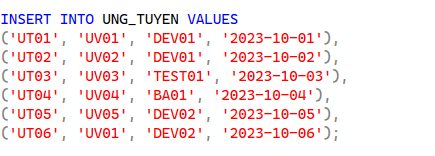 INSERT INTO UNG_TUYEN VALUES
('UT01', 'UV01', 'DEV01', '2023-10-01'),
('UT02', 'UV02', 'DEV01', '2023-10-02'),
('UT03', 'UV03', 'TEST01', '2023-10-03'),
('UT04', 'UV04', 'BA01', '2023-10-04'),
('UT05', 'UV05', 'DEV02', '2023-10-05'),
('UT06', 'UV01', 'DEV02', '2023-10-06');